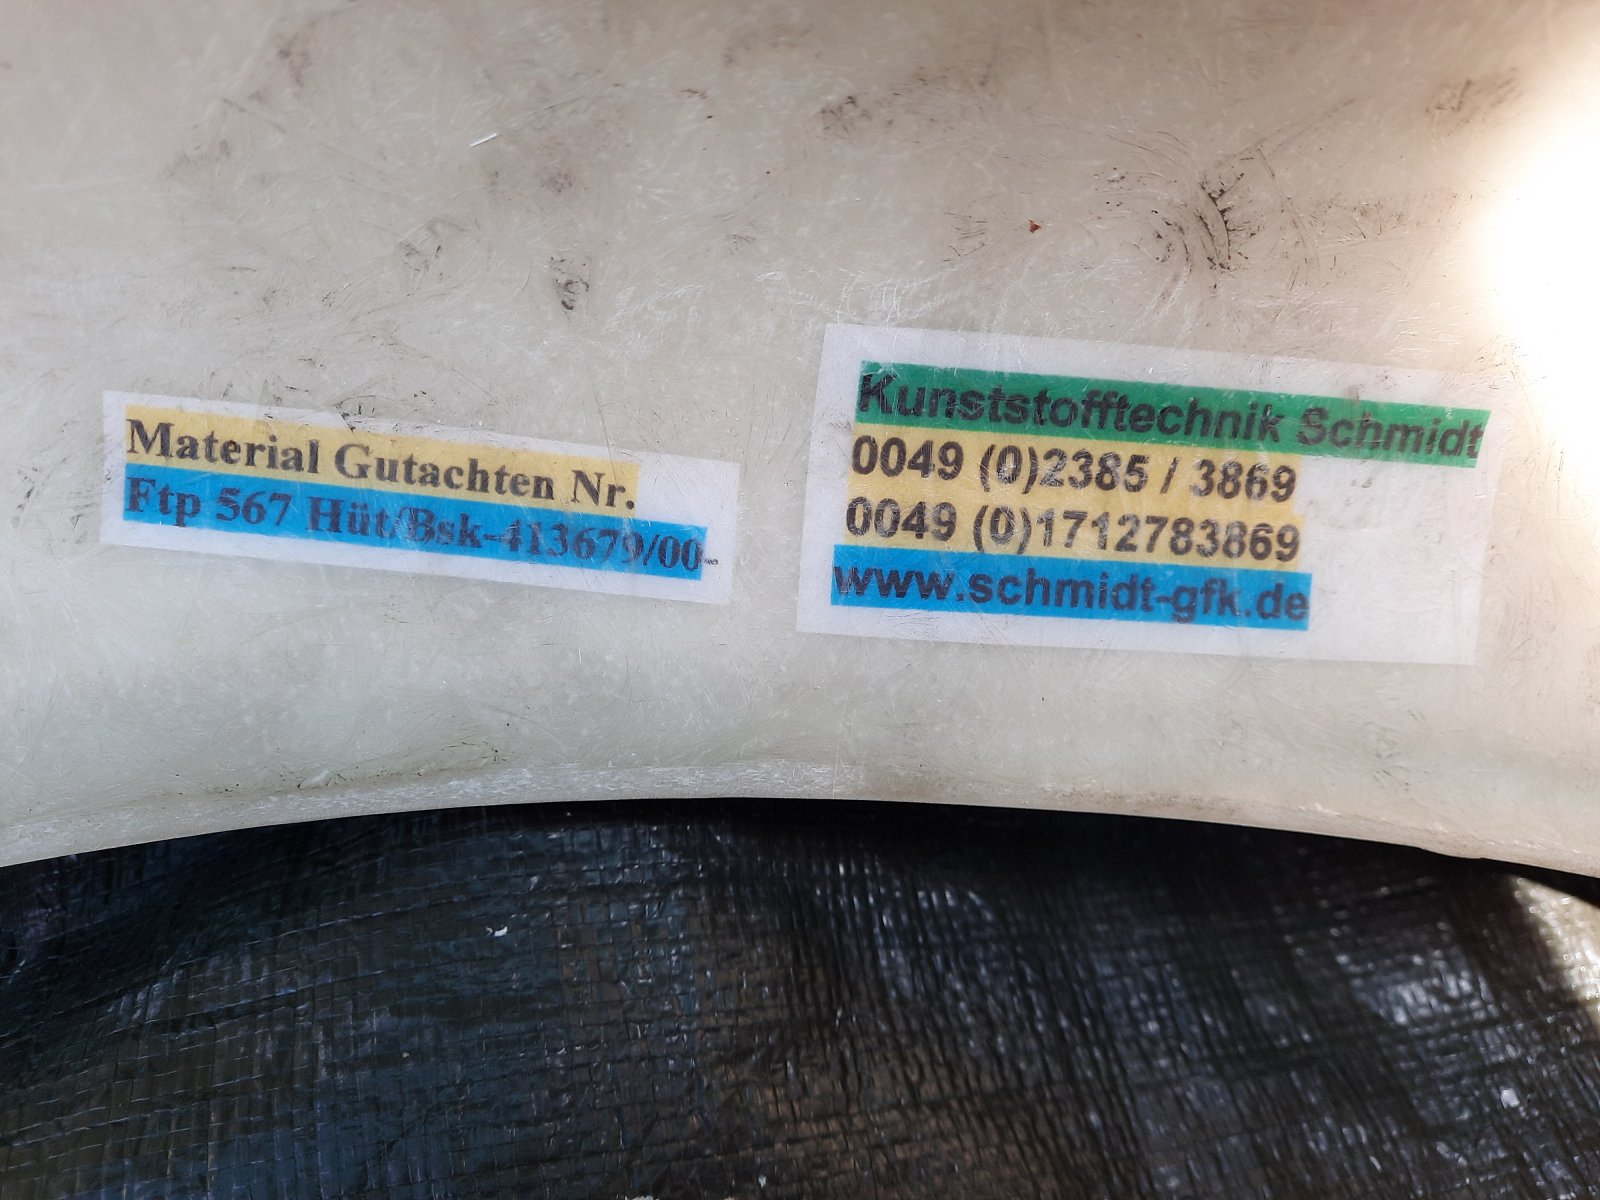 Material Gutachten Nr.
Ftp 567 Hüt/Bsk-413679/00-
Kunststofftechnik Schmidt
0049 (0)2385 / 3869
0049 (0)1712783869
www.schmidt-gfk.de